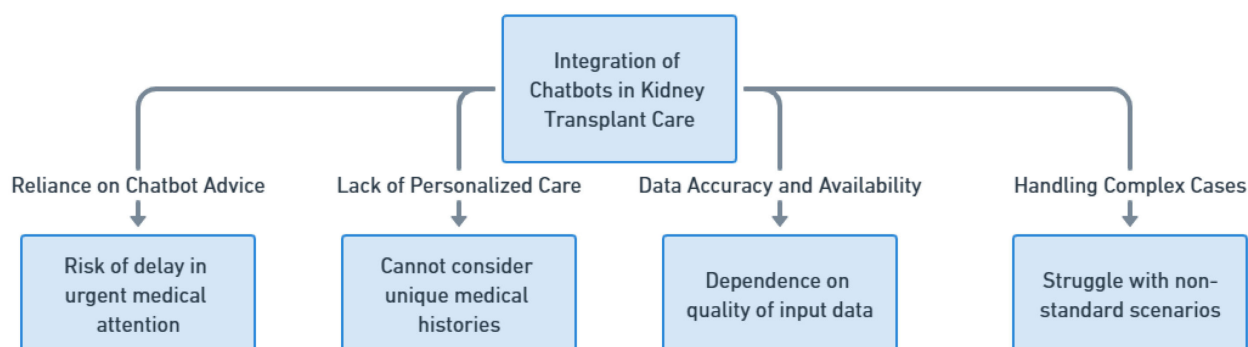 Integration of
Chatbots in Kidney
Transplant Care
Reliance on Chatbot Advice
Lack of Personalized Care
Data Accuracy and Availability
Handling Complex Cases
Risk of delay in
urgent medical
attention
Cannot consider
unique medical
histories
Dependence on
quality of input data
Struggle with non-
standard scenarios